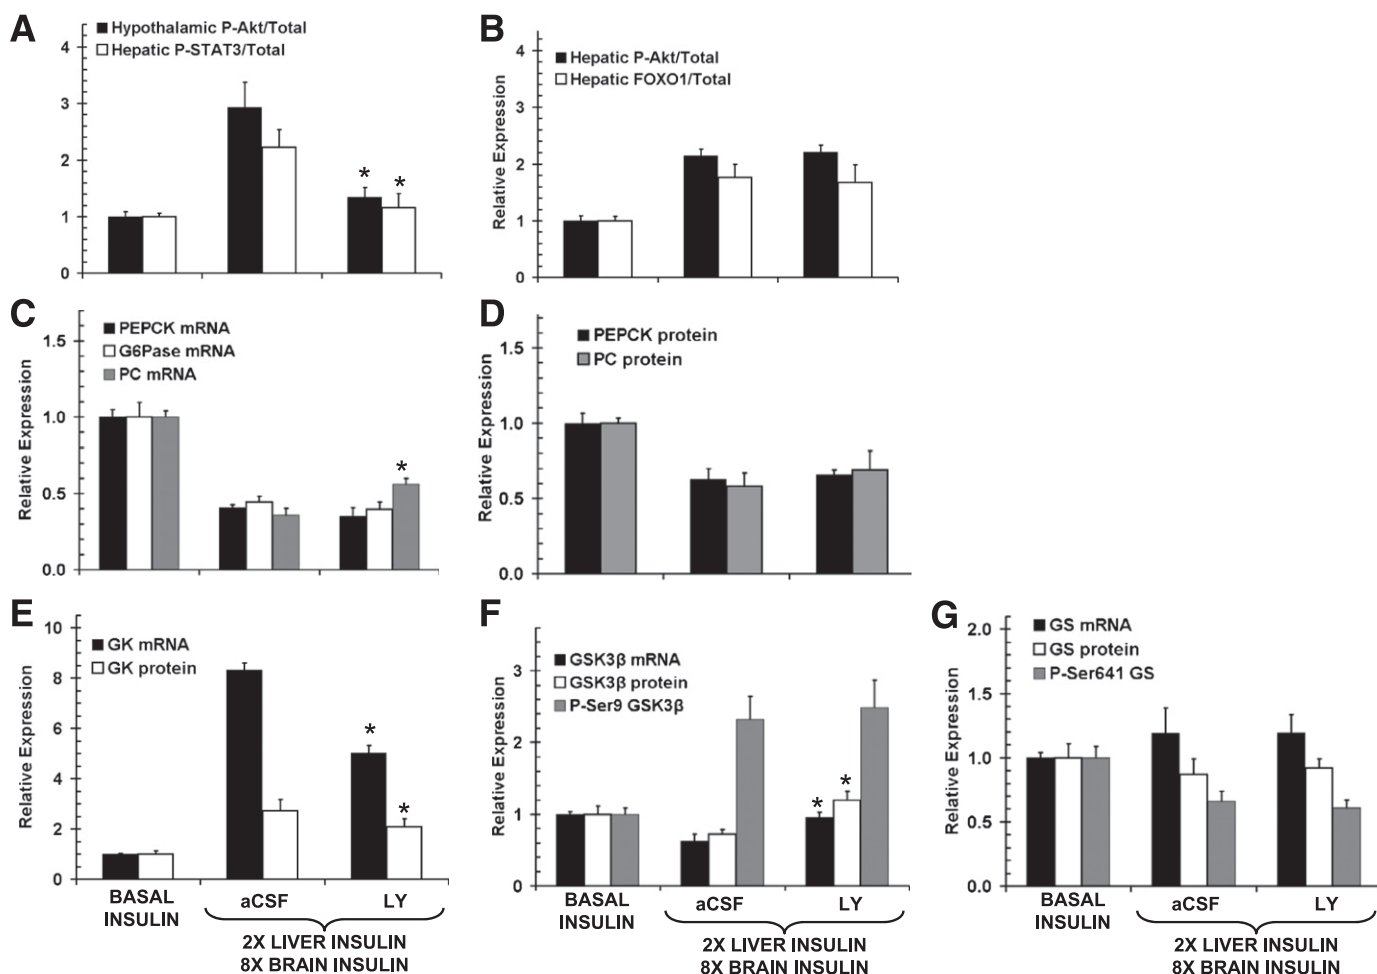 A
Hypothalamic P-Akt/Total
Hepatic P-STAT3/Total
4
3
2
1
0
*
*
B
Relative Expression
Hepatic P-Akt/Total
Hepatic FOXO1/Total
4
3
2
1
0
C
Relative Expression
PEPCK mRNA
G6Pase mRNA
PC mRNA
1.5
1.0
0.5
0.0
*
D
Relative Expression
PEPCK protein
PC protein
1.5
1.0
0.5
0.0
E
Relative Expression
GK mRNA
GK protein
10
8
6
4
2
0
*
*
BASAL
INSULIN
aCSF
LY
2X LIVER INSULIN
8X BRAIN INSULIN
F
Relative Expression
GSK3β mRNA
GSK3β protein
P-Ser9 GSK3β
3
2
1
0
*
*
BASAL
INSULIN
aCSF
LY
2X LIVER INSULIN
8X BRAIN INSULIN
G
Relative Expression
GS mRNA
GS protein
P-Ser641 GS
2.0
1.5
1.0
0.5
0.0
BASAL
INSULIN
aCSF
LY
2X LIVER INSULIN
8X BRAIN INSULIN